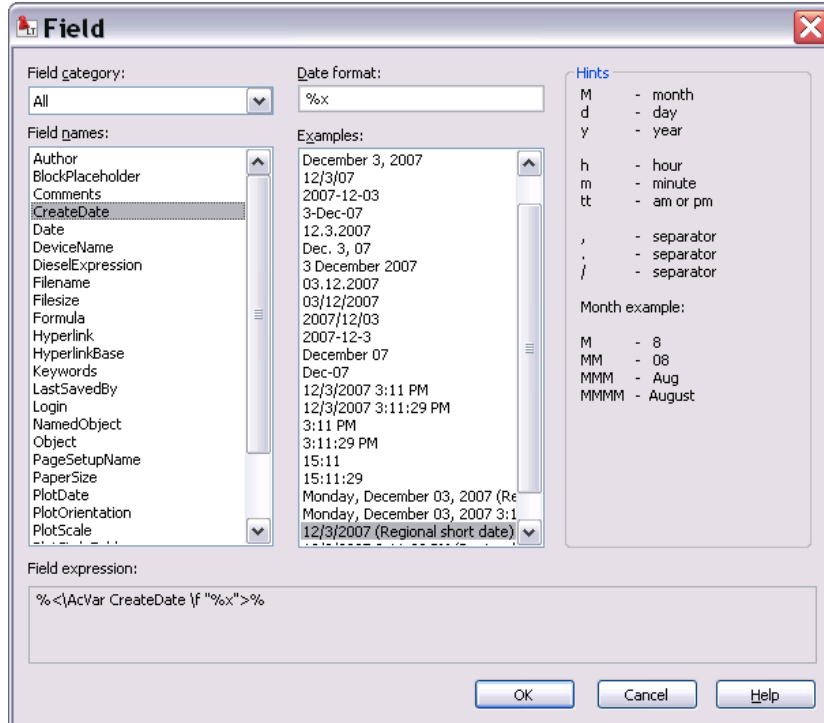 LT Field
Field category:
All
Field names:
Author
BlockPlaceholder
Comments
CreateDate
Date
DeviceName
DieselExpression
Filename
Filesize
Formula
Hyperlink
HyperlinkBase
Keywords
LastSavedBy
Login
NamedObject
Object
PageSetupName
PaperSize
PlotDate
PlotOrientation
PlotScale
Date format:
%x
Examples:
December 3, 2007
12/3/07
2007-12-03
3-Dec-07
12.3.2007
Dec. 3, 07
3 December 2007
03.12.2007
03/12/2007
2007/12/03
2007-12-3
December 07
Dec-07
12/3/2007 3:11 PM
12/3/2007 3:11:29 PM
3:11 PM
3:11:29 PM
15:11
15:11:29
Monday, December 03, 2007 (Re
Monday, December 03, 2007 3:1
12/3/2007 (Regional short date)
Hints
M - month
d - day
y - year
h - hour
m - minute
tt - am or pm
, - separator
. - separator
/ - separator
Month example:
M - 8
MM - 08
MMM - Aug
MMMM - August
Field expression:
%<\AcVar CreateDate \f "%x">%
OK
Cancel
Help